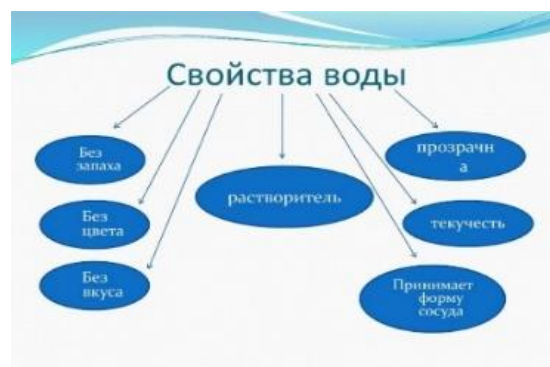 Свойства воды
Без
запаха
прозрачн
а
растворитель
Без
цвета
текучесть
Без
вкуса
Принимает
форму
сосуда